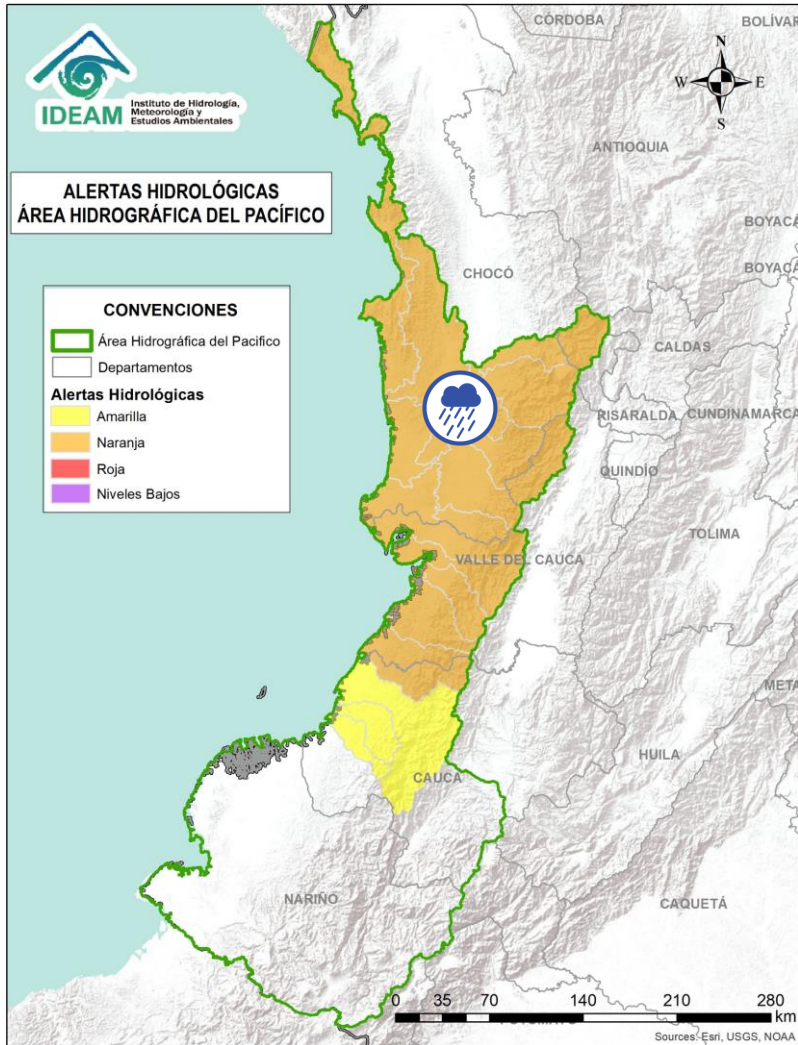 IDEAM
Instituto de Hidrología,
Meteorología y
Estudios Ambientales
ALERTAS HIDROLÓGICAS
ÁREA HIDROGRÁFICA DEL PACÍFICO
CONVENCIONES
Área Hidrográfica del Pacifico
Departamentos
Alertas Hidrológicas
Amarilla
Naranja
Roja
Niveles Bajos
CÓRDOBA
BOLÍVAR
N
W
E
S
ANTIOQUIA
BOYACÁ
CHOCÓ
BOYACÁ
CALDAS
RISARALDA
CUNDINAMARCA
QUINDÍO
TOLIMA
VALLE DEL CAUCA
META
HUILA
CAUCA
NARIÑO
CAQUETÁ
0 35 70 140 210 280
km
Sources: Esri, USGS, NOAA